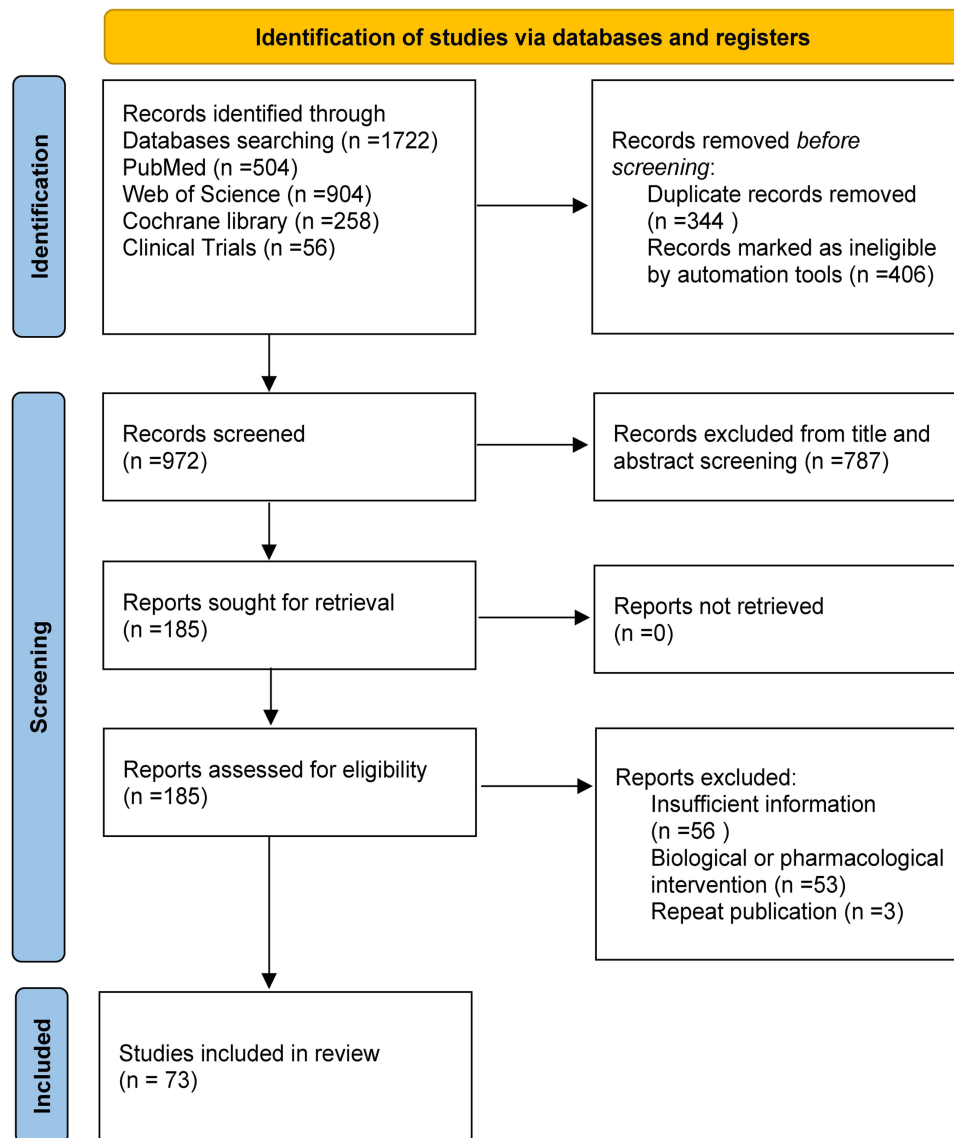 Identification of studies via databases and registers
Identification
Records identified through
Databases searching (n =1722)
PubMed (n =504)
Web of Science (n =904)
Cochrane library (n =258)
Clinical Trials (n =56)
Records removed before
screening:
Duplicate records removed
(n =344 )
Records marked as ineligible
by automation tools (n =406)
Screening
Records screened
(n =972)
Records excluded from title and
abstract screening (n =787)
Reports sought for retrieval
(n =185)
Reports not retrieved
(n =0)
Reports assessed for eligibility
(n =185)
Reports excluded:
Insufficient information
(n =56 )
Biological or pharmacological
intervention (n =53)
Repeat publication (n =3)
Included
Studies included in review
(n = 73)